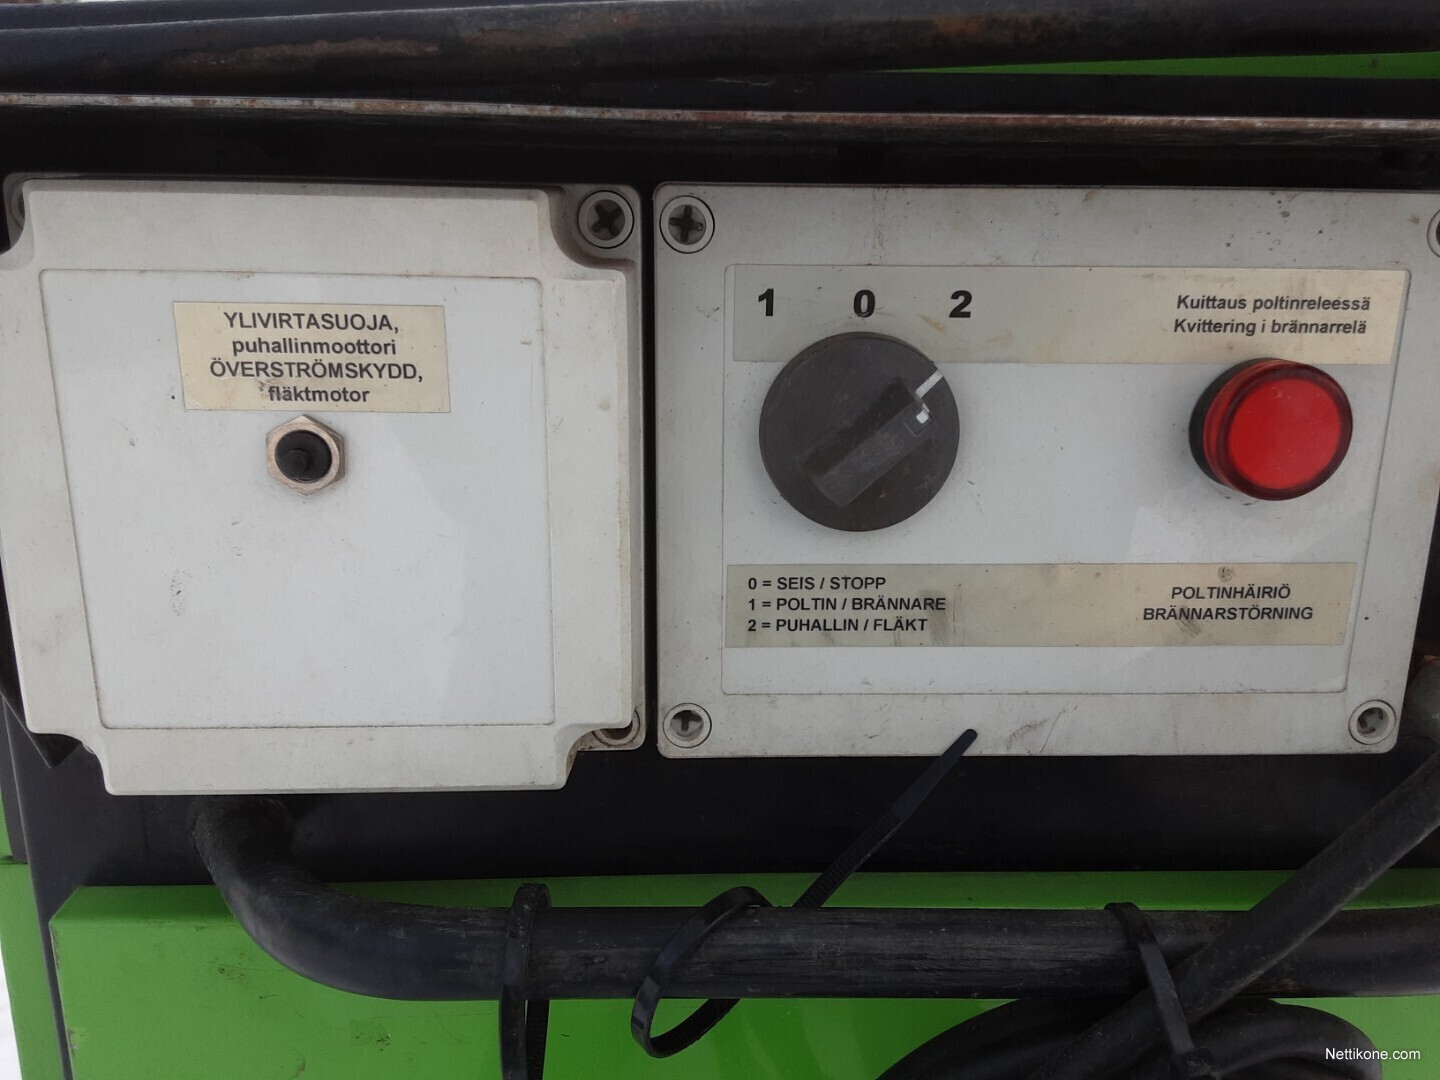 YLIVIRTASUOJA,
puhallinmoottori
ÖVERSTRÖMSKYDD,
fläktmotor
1 0 2
Kuittaus poltinreleessä
Kvittering i brännarrelä
0 = SEIS / STOPP
1 = POLTIN / BRÄNNARE
2 = PUHALLIN / FLÄKT
POLTINHÄIRIÖ
BRÄNNARSTÖRNING
Nettikone.com